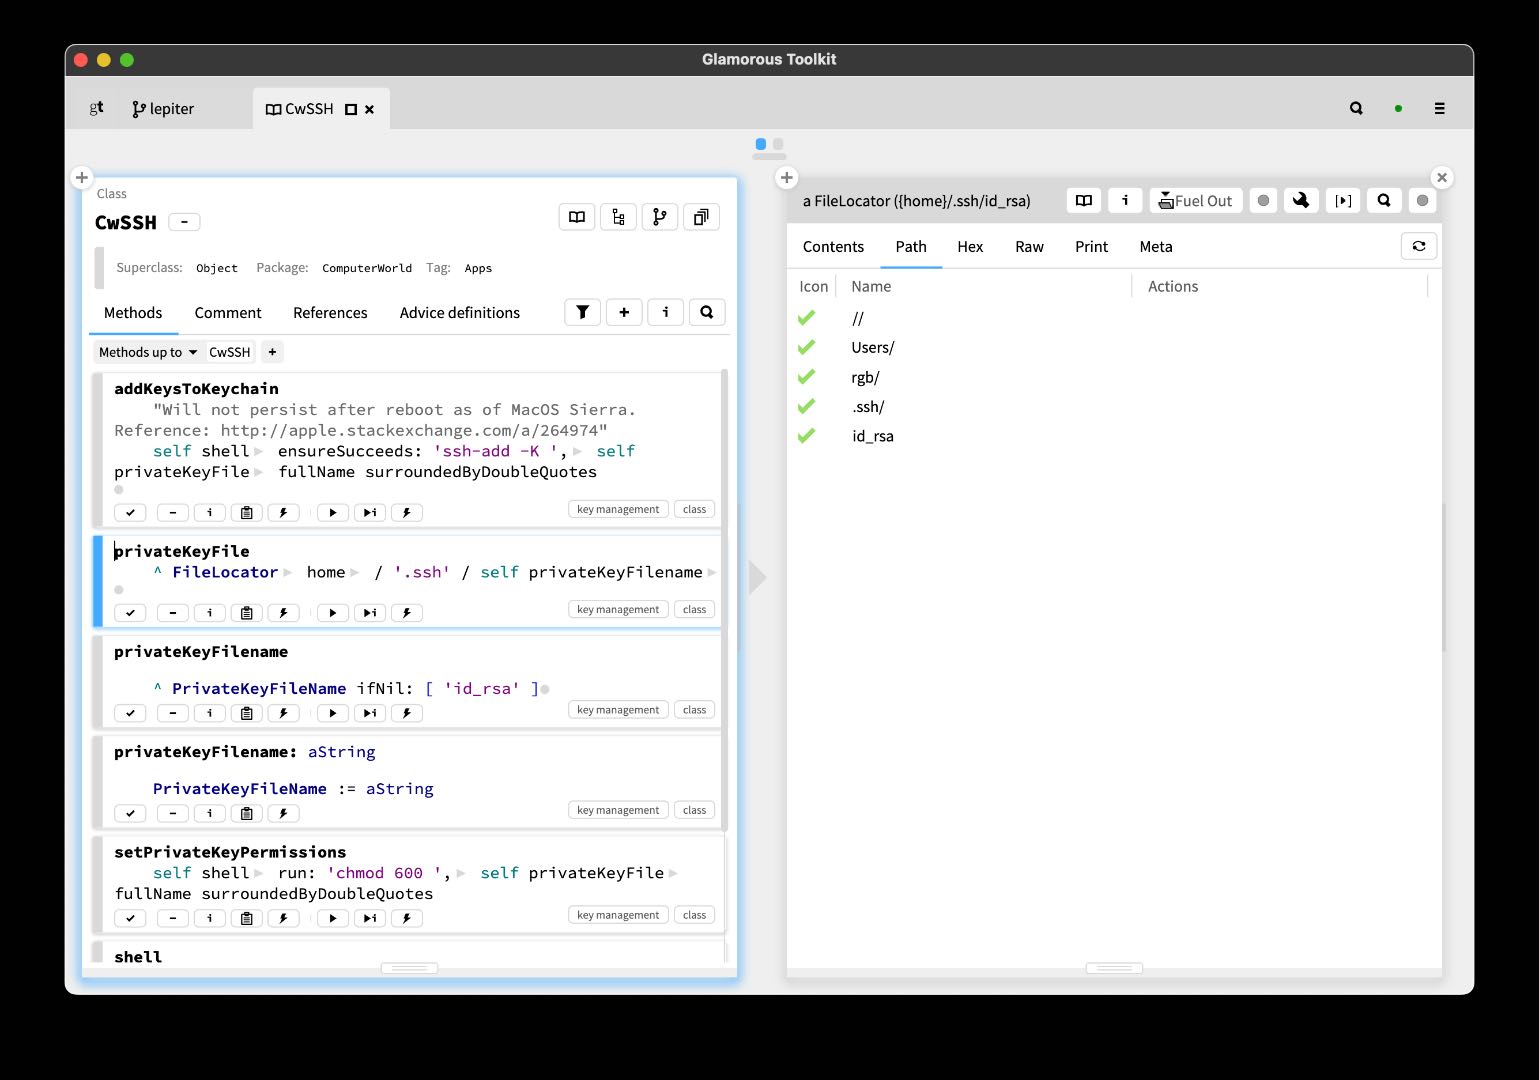 Glamorous Toolkit
gt
lepiter
CwSSH
Class
CwSSH
Superclass: Object Package: ComputerWorld Tag: Apps
Methods Comment References Advice definitions
Methods up to CwSSH +
addKeysToKeychain
"Will not persist after reboot as of MacOS Sierra.
Reference: http://apple.stackexchange.com/a/264974"
self shell ensureSucceeds: 'ssh-add -K ', self
privateKeyFile fullName surroundedByDoubleQuotes
key management class
privateKeyFile
^ FileLocator home / '.ssh' / self privateKeyFilename
key management class
privateKeyFilename
^ PrivateKeyFileName ifNil: [ 'id_rsa' ]
key management class
privateKeyFilename: aString
PrivateKeyFileName := aString
key management class
setPrivateKeyPermissions
self shell run: 'chmod 600 ', self privateKeyFile
fullName surroundedByDoubleQuotes
key management class
shell
a FileLocator ({home}/.ssh/id_rsa)
Fuel Out
Contents Path Hex Raw Print Meta
Icon Name Actions
//
Users/
rgb/
.ssh/
id_rsa